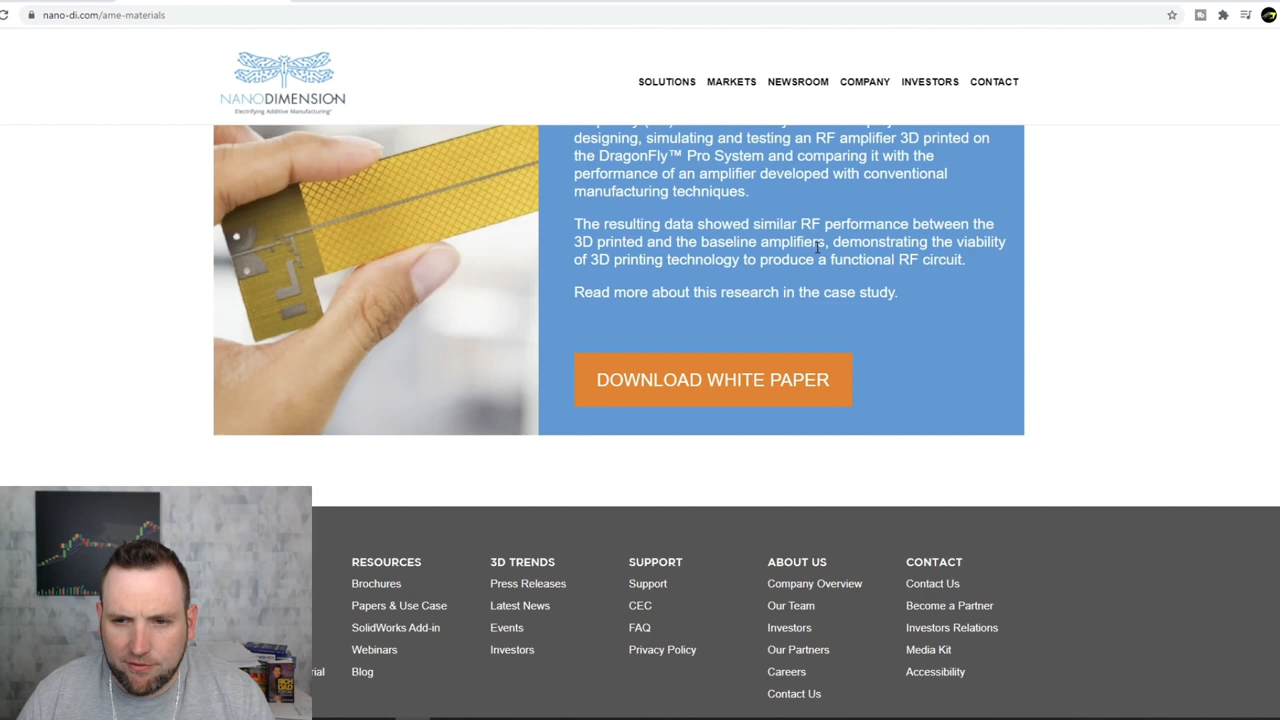 nano-di.com/ame-materials
NANODIMENSION
Electrifying Additive Manufacturing
SOLUTIONS MARKETS NEWSROOM COMPANY INVESTORS CONTACT
designing, simulating and testing an RF amplifier 3D printed on
the DragonFly™ Pro System and comparing it with the
performance of an amplifier developed with conventional
manufacturing techniques.
The resulting data showed similar RF performance between the
3D printed and the baseline amplifiers, demonstrating the viability
of 3D printing technology to produce a functional RF circuit.
Read more about this research in the case study.
DOWNLOAD WHITE PAPER
RESOURCES
Brochures
Papers & Use Case
SolidWorks Add-in
Webinars
Blog
3D TRENDS
Press Releases
Latest News
Events
Investors
SUPPORT
Support
CEC
FAQ
Privacy Policy
ABOUT US
Company Overview
Our Team
Investors
Our Partners
Careers
Contact Us
CONTACT
Contact Us
Become a Partner
Investors Relations
Media Kit
Accessibility
RICH
DAD